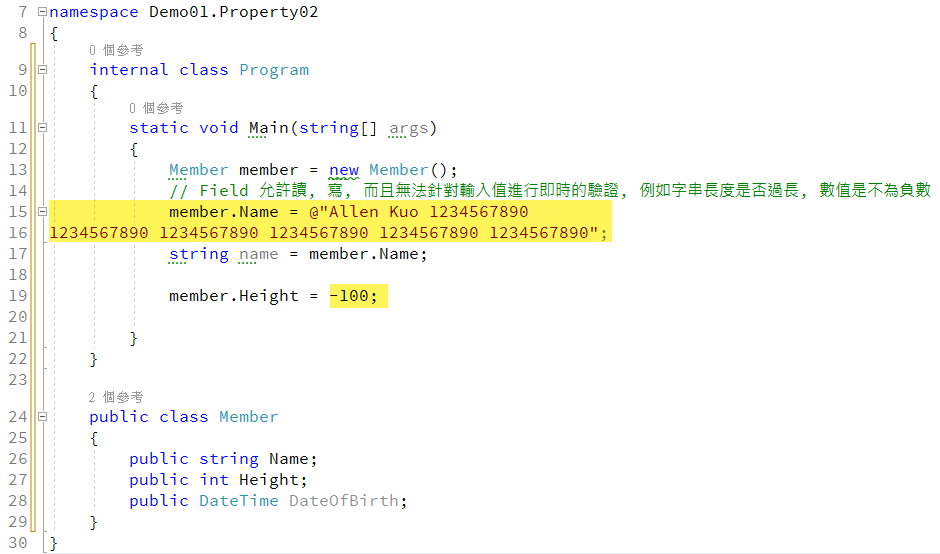 7 namespace Demo01.Property02
8 {
0 個參考
9 internal class Program
10 {
0 個參考
11 static void Main(string[] args)
12 {
13 Member member = new Member();
14 // Field 允許讀, 寫, 而且無法針對輸入值進行即時的驗證, 例如字串長度是否過長, 數值是不為負數
15 member.Name = @"Allen Kuo 1234567890
16 1234567890 1234567890 1234567890 1234567890 1234567890";
17 string name = member.Name;
18
19 member.Height = -100;
20
21 }
22 }
23
2 個參考
24 public class Member
25 {
26 public string Name;
27 public int Height;
28 public DateTime DateOfBirth;
29 }
30 }